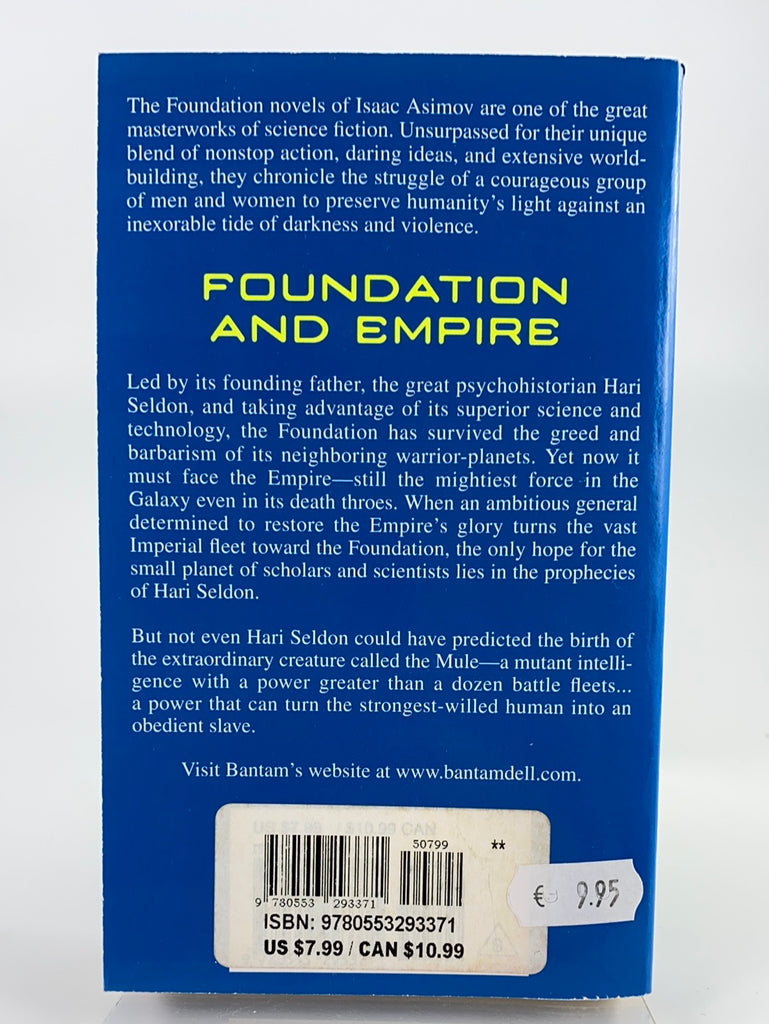 The Foundation novels of Isaac Asimov are one of the great
masterworks of science fiction. Unsurpassed for their unique
blend of nonstop action, daring ideas, and extensive world-
building, they chronicle the struggle of a courageous group
of men and women to preserve humanity's light against an
inexorable tide of darkness and violence.
FOUNDATION
AND EMPIRE
Led by its founding father, the great psychohistorian Hari
Seldon, and taking advantage of its superior science and
technology, the Foundation has survived the greed and
barbarism of its neighboring warrior-planets. Yet now it
must face the Empire—still the mightiest force in the
Galaxy even in its death throes. When an ambitious general
determined to restore the Empire's glory turns the vast
Imperial fleet toward the Foundation, the only hope for the
small planet of scholars and scientists lies in the prophecies
of Hari Seldon.
But not even Hari Seldon could have predicted the birth of
the extraordinary creature called the Mule—a mutant intelli-
gence with a power greater than a dozen battle fleets...
a power that can turn the strongest-willed human into an
obedient slave.
Visit Bantam's website at www.bantamdell.com.
US $7.99 / $10.99 CAN
50799 **
9 780553 293371
ISBN: 9780553293371
US $7.99 / CAN $10.99
€ 9.95